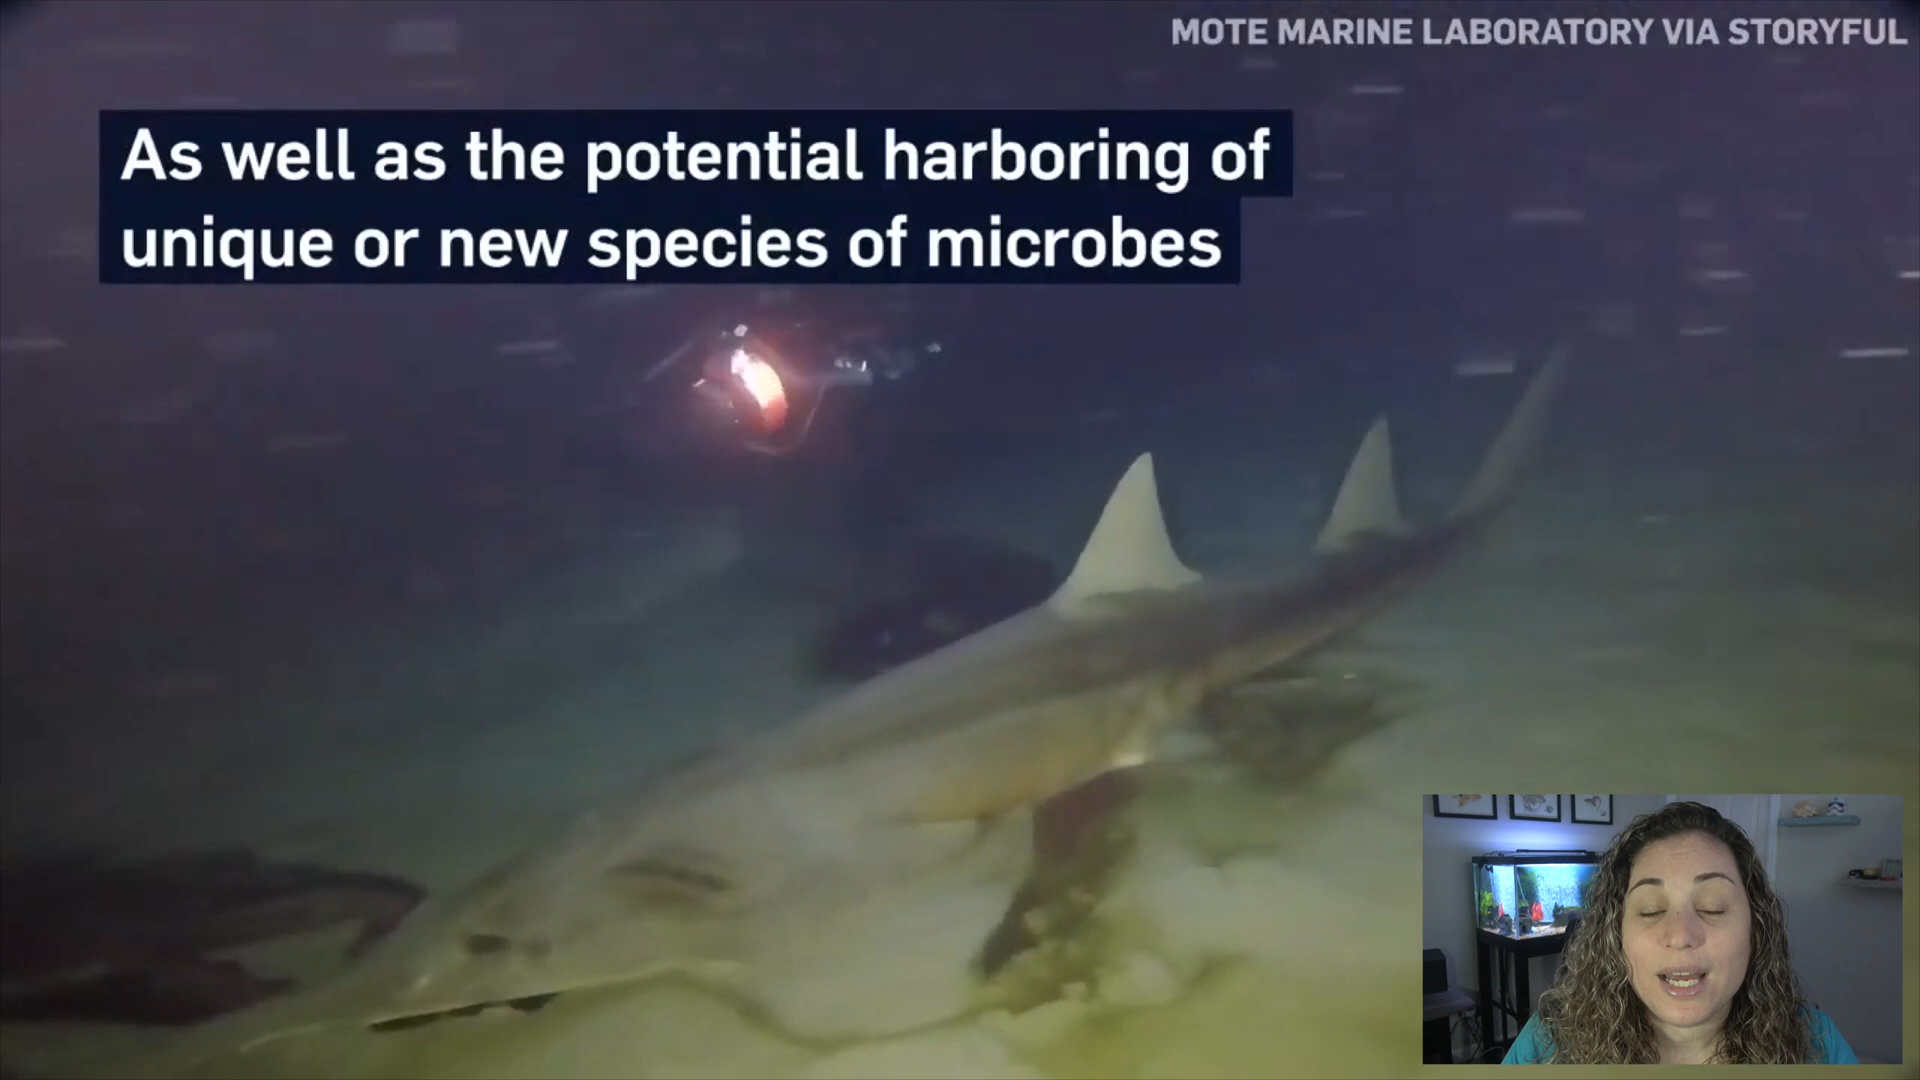 MOTE MARINE LABORATORY VIA STORYFUL
As well as the potential harboring of
unique or new species of microbes